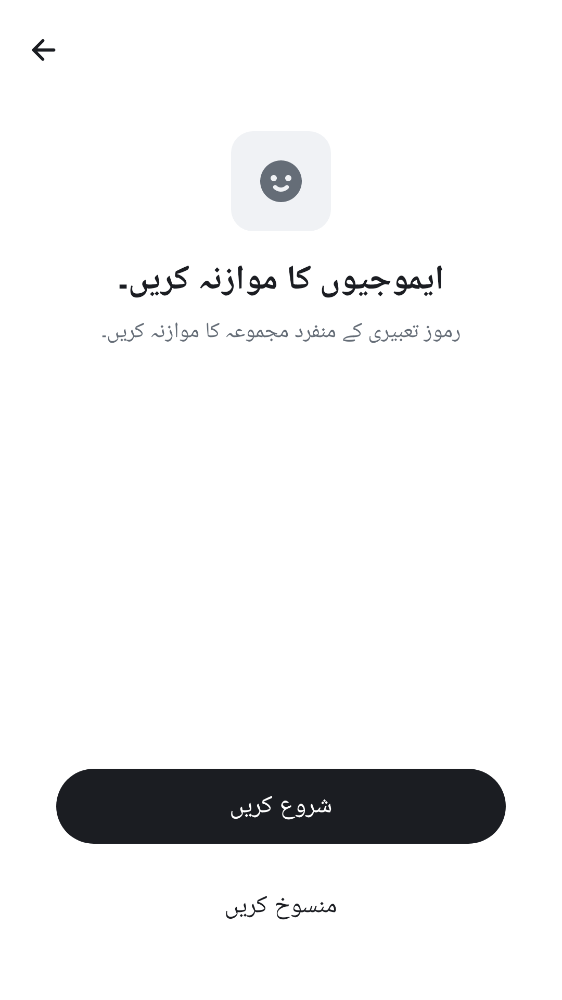 ایموجیوں کا موازنہ کریں۔
رموز تعبیری کے منفرد مجموعہ کا موازنہ کریں۔
شروع کریں
منسوخ کریں